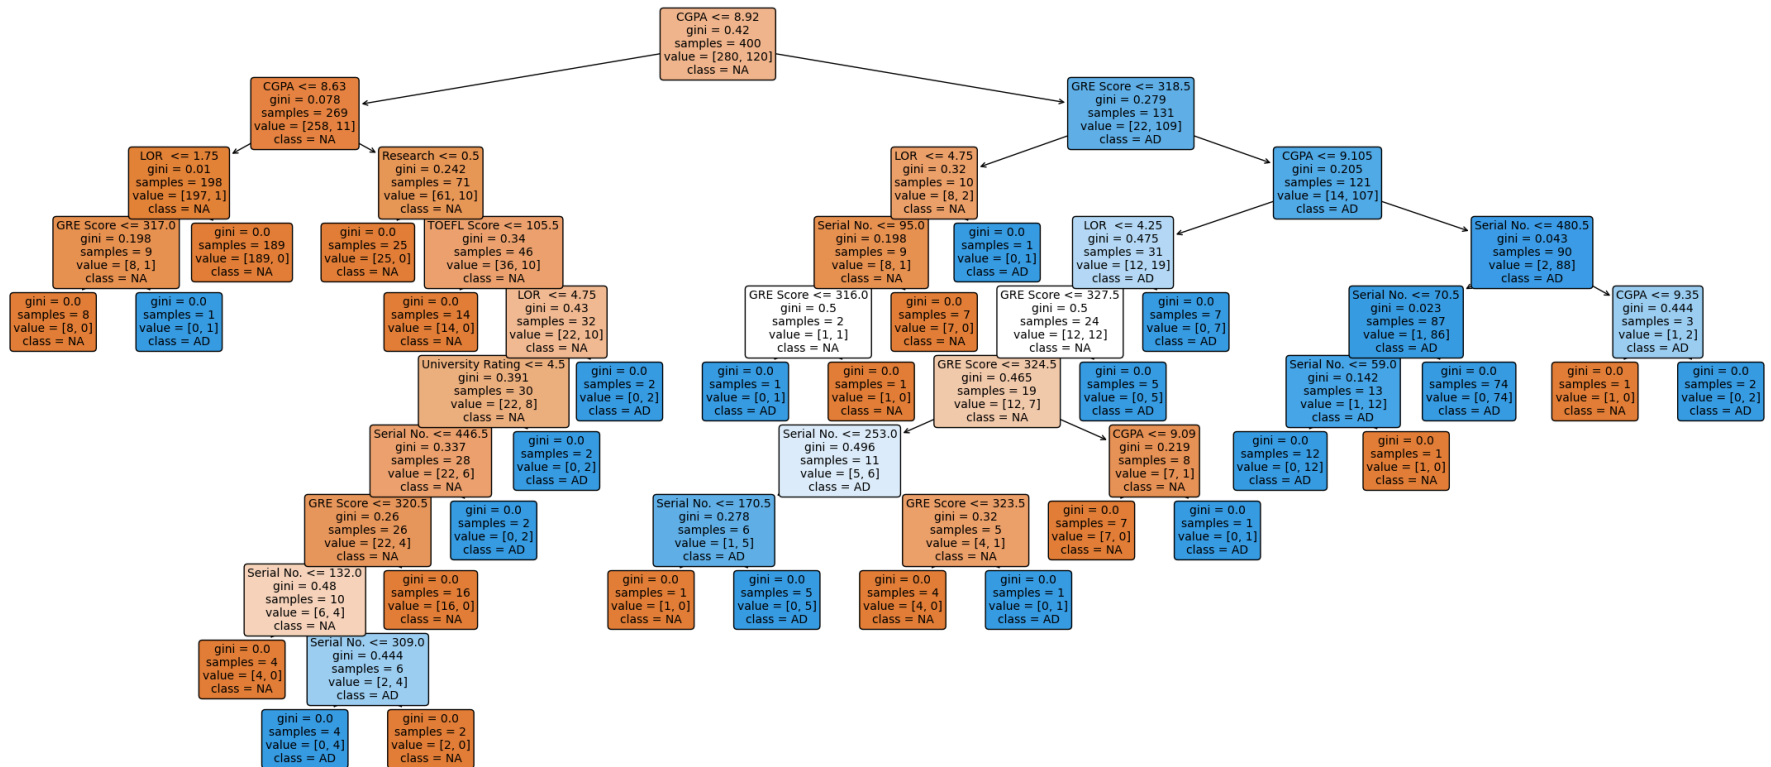 CGPA <= 8.92
gini = 0.42
samples = 400
value = [280, 120]
class = NA
CGPA <= 8.63
gini = 0.078
samples = 269
value = [258, 11]
class = NA
GRE Score <= 318.5
gini = 0.279
samples = 131
value = [22, 109]
class = AD
LOR <= 1.75
gini = 0.01
samples = 198
value = [197, 1]
class = NA
Research <= 0.5
gini = 0.242
samples = 71
value = [61, 10]
class = NA
LOR <= 4.75
gini = 0.32
samples = 10
value = [8, 2]
class = NA
CGPA <= 9.105
gini = 0.205
samples = 121
value = [14, 107]
class = AD
GRE Score <= 317.0
gini = 0.198
samples = 9
value = [8, 1]
class = NA
gini = 0.0
samples = 189
value = [189, 0]
class = NA
gini = 0.0
samples = 25
value = [25, 0]
class = NA
TOEFL Score <= 105.5
gini = 0.34
samples = 46
value = [36, 10]
class = NA
Serial No. <= 95.0
gini = 0.198
samples = 9
value = [8, 1]
class = NA
gini = 0.0
samples = 1
value = [0, 1]
class = AD
LOR <= 4.25
gini = 0.475
samples = 31
value = [12, 19]
class = AD
Serial No. <= 480.5
gini = 0.043
samples = 90
value = [2, 88]
class = AD
gini = 0.0
samples = 8
value = [8, 0]
class = NA
gini = 0.0
samples = 1
value = [0, 1]
class = AD
gini = 0.0
samples = 14
value = [14, 0]
class = NA
LOR <= 4.75
gini = 0.43
samples = 32
value = [22, 10]
class = NA
GRE Score <= 316.0
gini = 0.5
samples = 2
value = [1, 1]
class = NA
gini = 0.0
samples = 7
value = [7, 0]
class = NA
GRE Score <= 327.5
gini = 0.5
samples = 24
value = [12, 12]
class = NA
gini = 0.0
samples = 7
value = [0, 7]
class = AD
Serial No. <= 70.5
gini = 0.023
samples = 87
value = [1, 86]
class = AD
CGPA <= 9.35
gini = 0.444
samples = 3
value = [1, 2]
class = AD
University Rating <= 4.5
gini = 0.391
samples = 30
value = [22, 8]
class = NA
gini = 0.0
samples = 2
value = [0, 2]
class = AD
gini = 0.0
samples = 1
value = [0, 1]
class = AD
gini = 0.0
samples = 1
value = [1, 0]
class = NA
GRE Score <= 324.5
gini = 0.465
samples = 19
value = [12, 7]
class = NA
gini = 0.0
samples = 5
value = [0, 5]
class = AD
Serial No. <= 59.0
gini = 0.142
samples = 13
value = [1, 12]
class = AD
gini = 0.0
samples = 74
value = [0, 74]
class = AD
gini = 0.0
samples = 1
value = [1, 0]
class = NA
gini = 0.0
samples = 2
value = [0, 2]
class = AD
Serial No. <= 446.5
gini = 0.337
samples = 28
value = [22, 6]
class = NA
gini = 0.0
samples = 2
value = [0, 2]
class = AD
Serial No. <= 253.0
gini = 0.496
samples = 11
value = [5, 6]
class = AD
CGPA <= 9.09
gini = 0.219
samples = 8
value = [7, 1]
class = NA
gini = 0.0
samples = 12
value = [0, 12]
class = AD
gini = 0.0
samples = 1
value = [1, 0]
class = NA
GRE Score <= 320.5
gini = 0.26
samples = 26
value = [22, 4]
class = NA
gini = 0.0
samples = 2
value = [0, 2]
class = AD
Serial No. <= 170.5
gini = 0.278
samples = 6
value = [1, 5]
class = AD
GRE Score <= 323.5
gini = 0.32
samples = 5
value = [4, 1]
class = NA
gini = 0.0
samples = 7
value = [7, 0]
class = NA
gini = 0.0
samples = 1
value = [0, 1]
class = AD
Serial No. <= 132.0
gini = 0.48
samples = 10
value = [6, 4]
class = NA
gini = 0.0
samples = 16
value = [16, 0]
class = NA
gini = 0.0
samples = 1
value = [1, 0]
class = NA
gini = 0.0
samples = 5
value = [0, 5]
class = AD
gini = 0.0
samples = 4
value = [4, 0]
class = NA
gini = 0.0
samples = 1
value = [0, 1]
class = AD
gini = 0.0
samples = 4
value = [4, 0]
class = NA
Serial No. <= 309.0
gini = 0.444
samples = 6
value = [2, 4]
class = AD
gini = 0.0
samples = 4
value = [0, 4]
class = AD
gini = 0.0
samples = 2
value = [2, 0]
class = NA